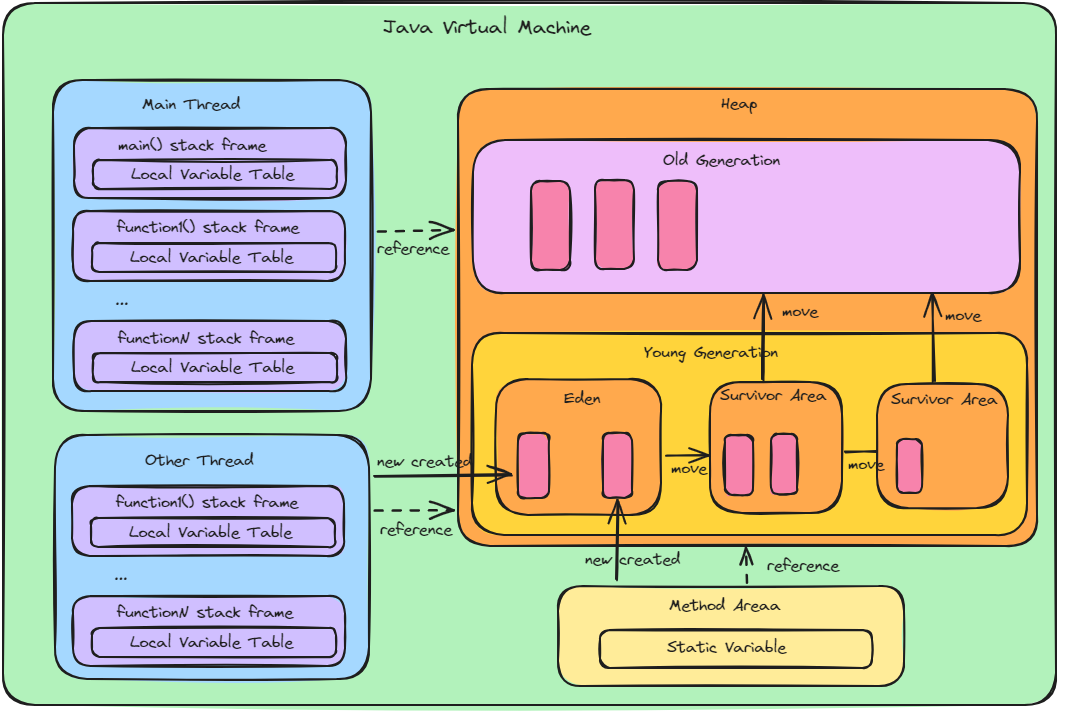 Java Virtual Machine
Main Thread
main() stack frame
Local Variable Table
function1() stack frame
Local Variable Table
...
functionN stack frame
Local Variable Table
reference
Other Thread
function1() stack frame
Local Variable Table
...
functionN stack frame
Local Variable Table
new created
reference
Heap
Old Generation
move
move
Young Generation
Eden
move
Survivor Area
move
Survivor Area
new created
reference
Method Areaa
Static Variable